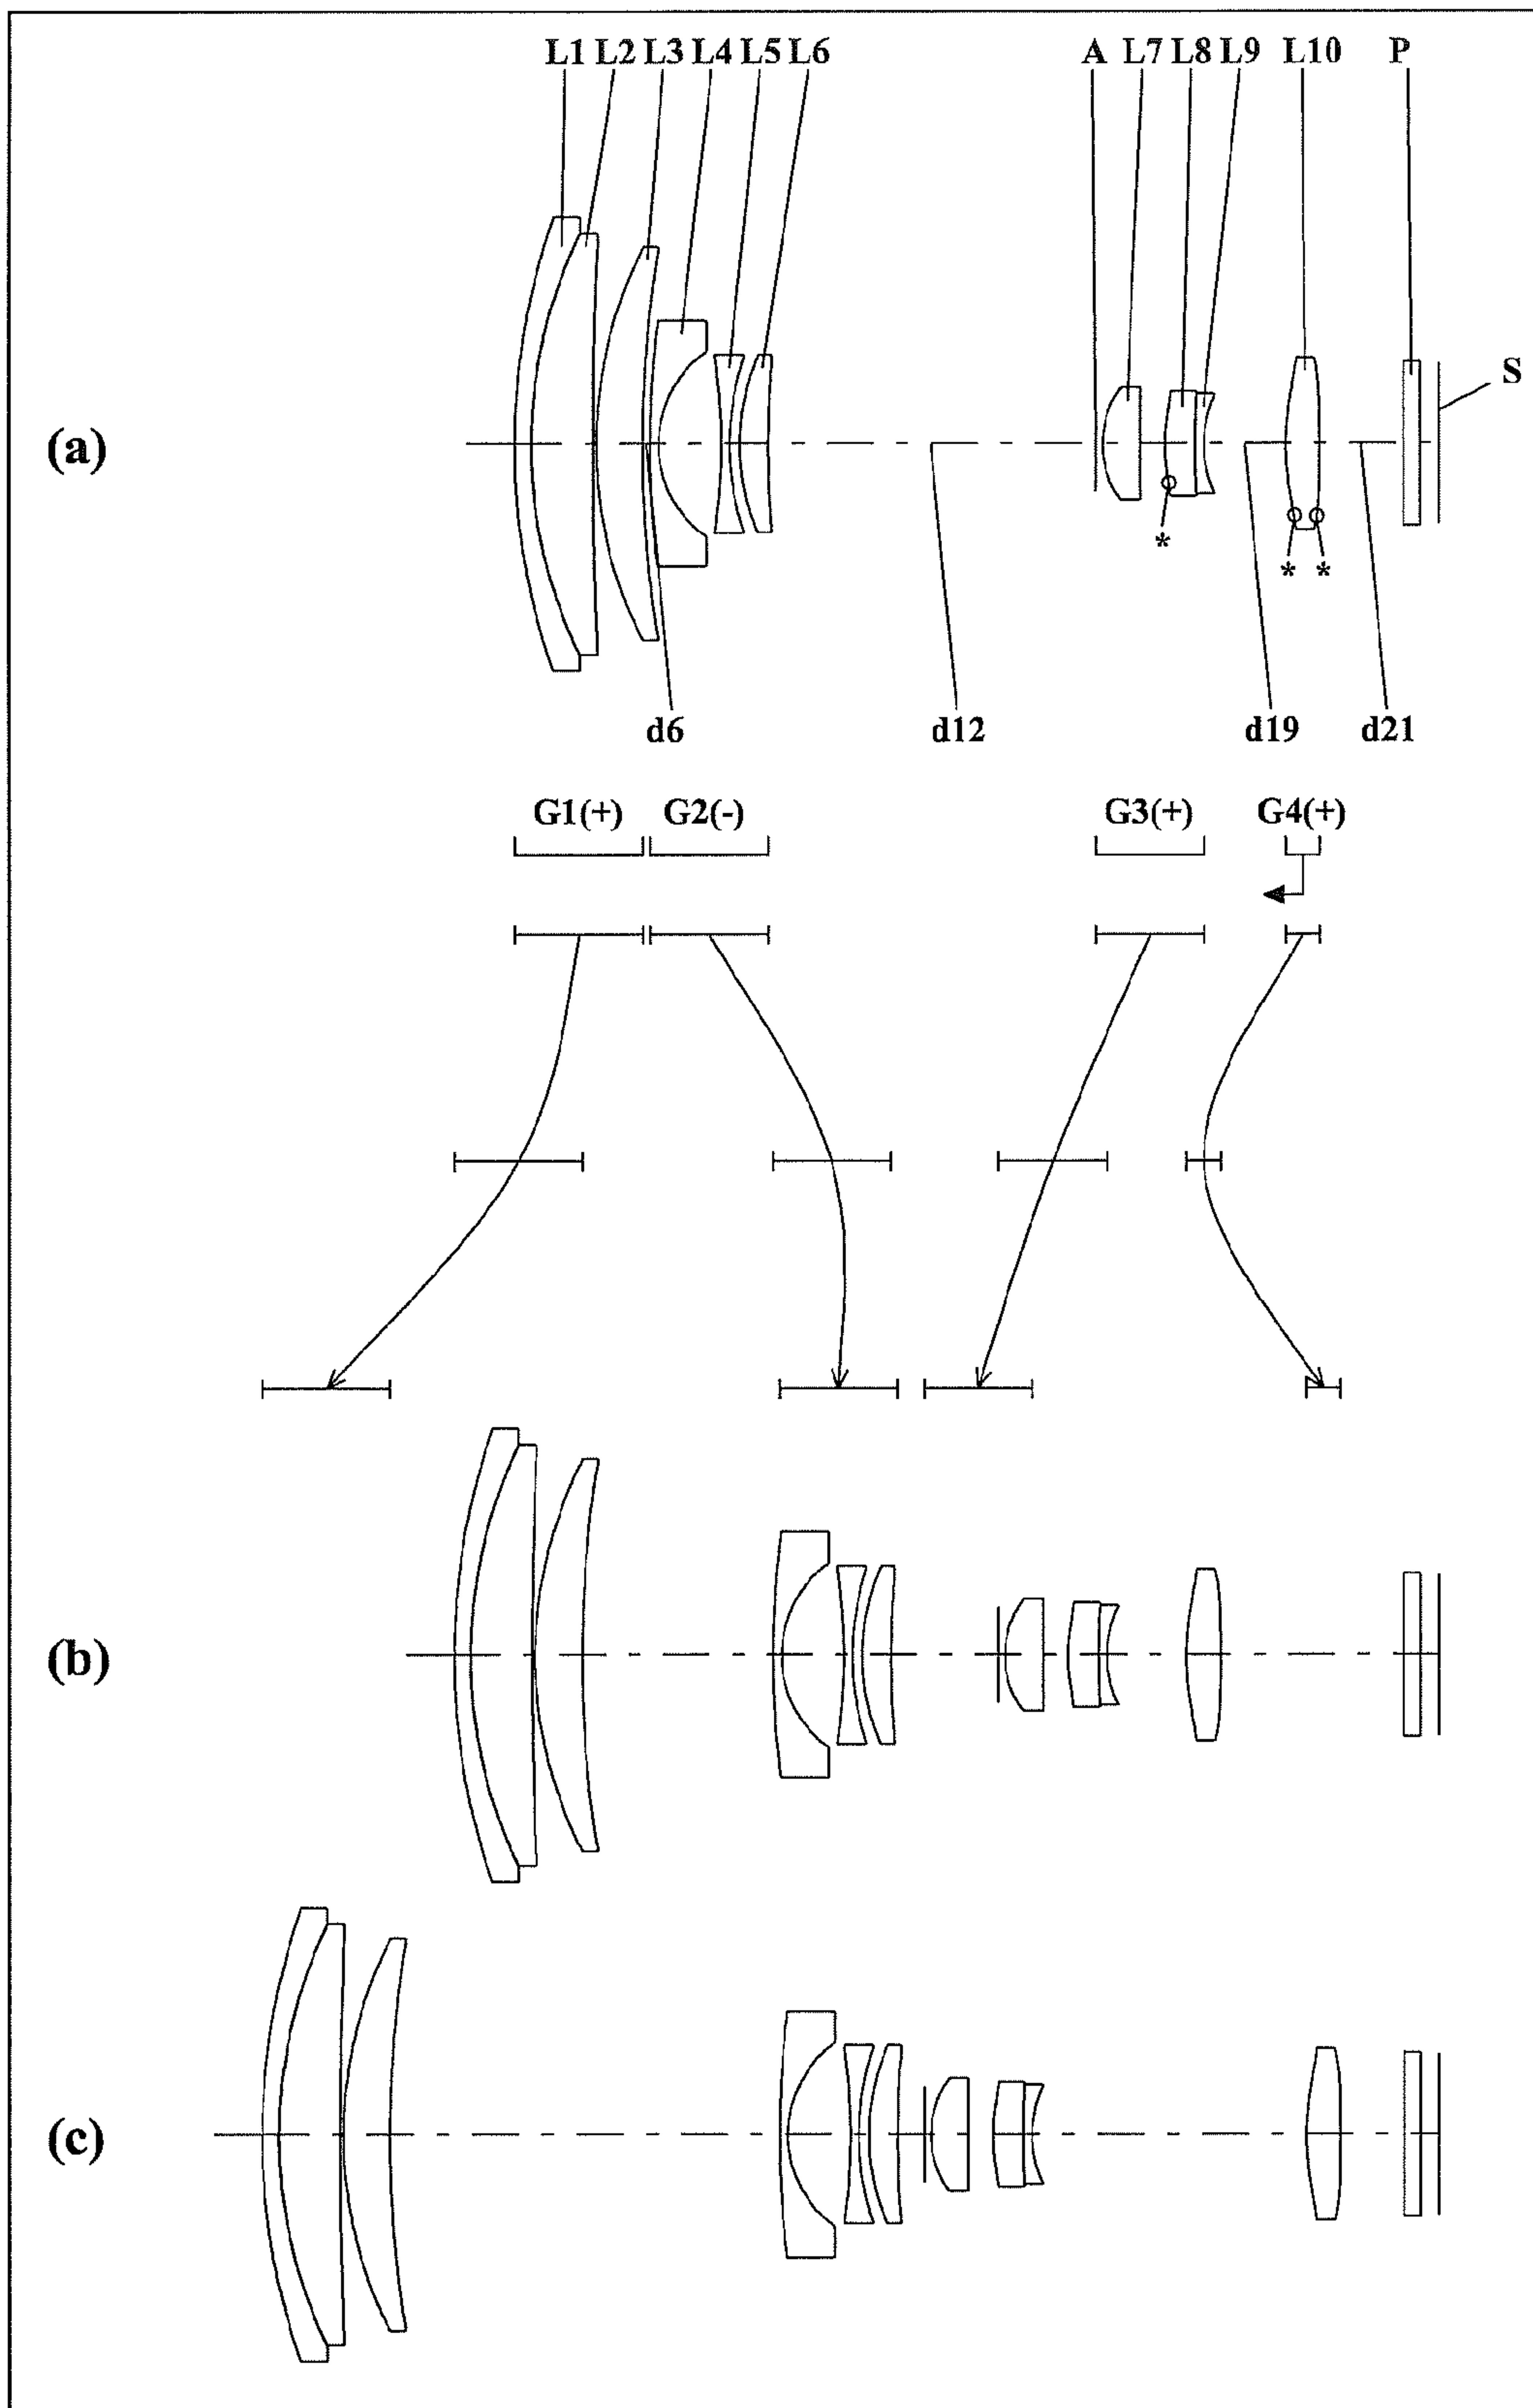 L1 L2 L3 L4 L5 L6 A L7 L8 L9 L10 P
S
(a)
*
* *
d6 d12 d19 d21
G1(+) G2(-) G3(+) G4(+)
(b)
(c)